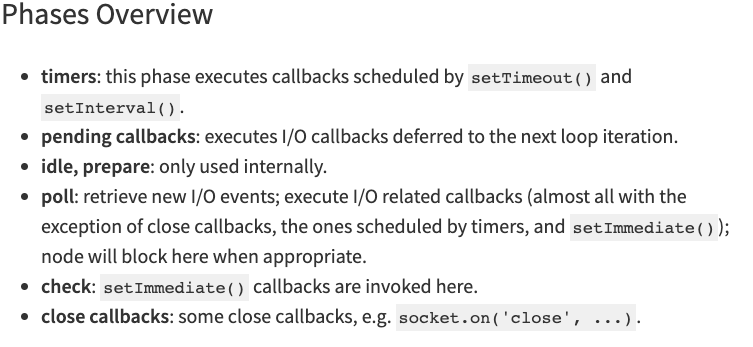 Phases Overview
• timers: this phase executes callbacks scheduled by setTimeout() and
setInterval().
• pending callbacks: executes I/O callbacks deferred to the next loop iteration.
• idle, prepare: only used internally.
• poll: retrieve new I/O events; execute I/O related callbacks (almost all with the
exception of close callbacks, the ones scheduled by timers, and setImmediate());
node will block here when appropriate.
• check: setImmediate() callbacks are invoked here.
• close callbacks: some close callbacks, e.g. socket.on('close', ...).